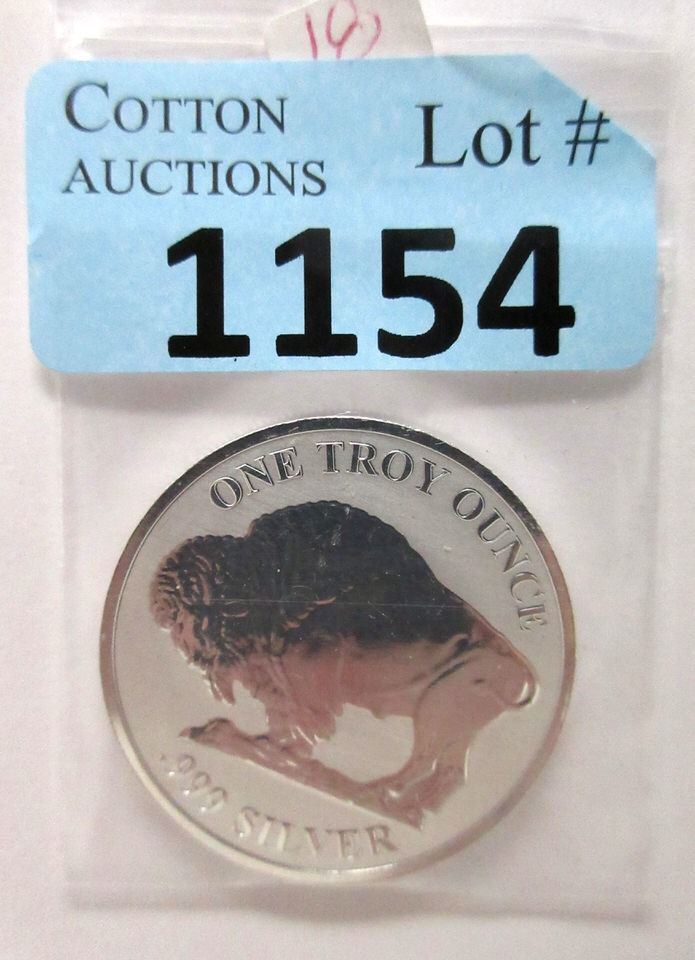 COTTON
AUCTIONS
Lot #
1154
ONE TROY OUNCE
.999 SILVER